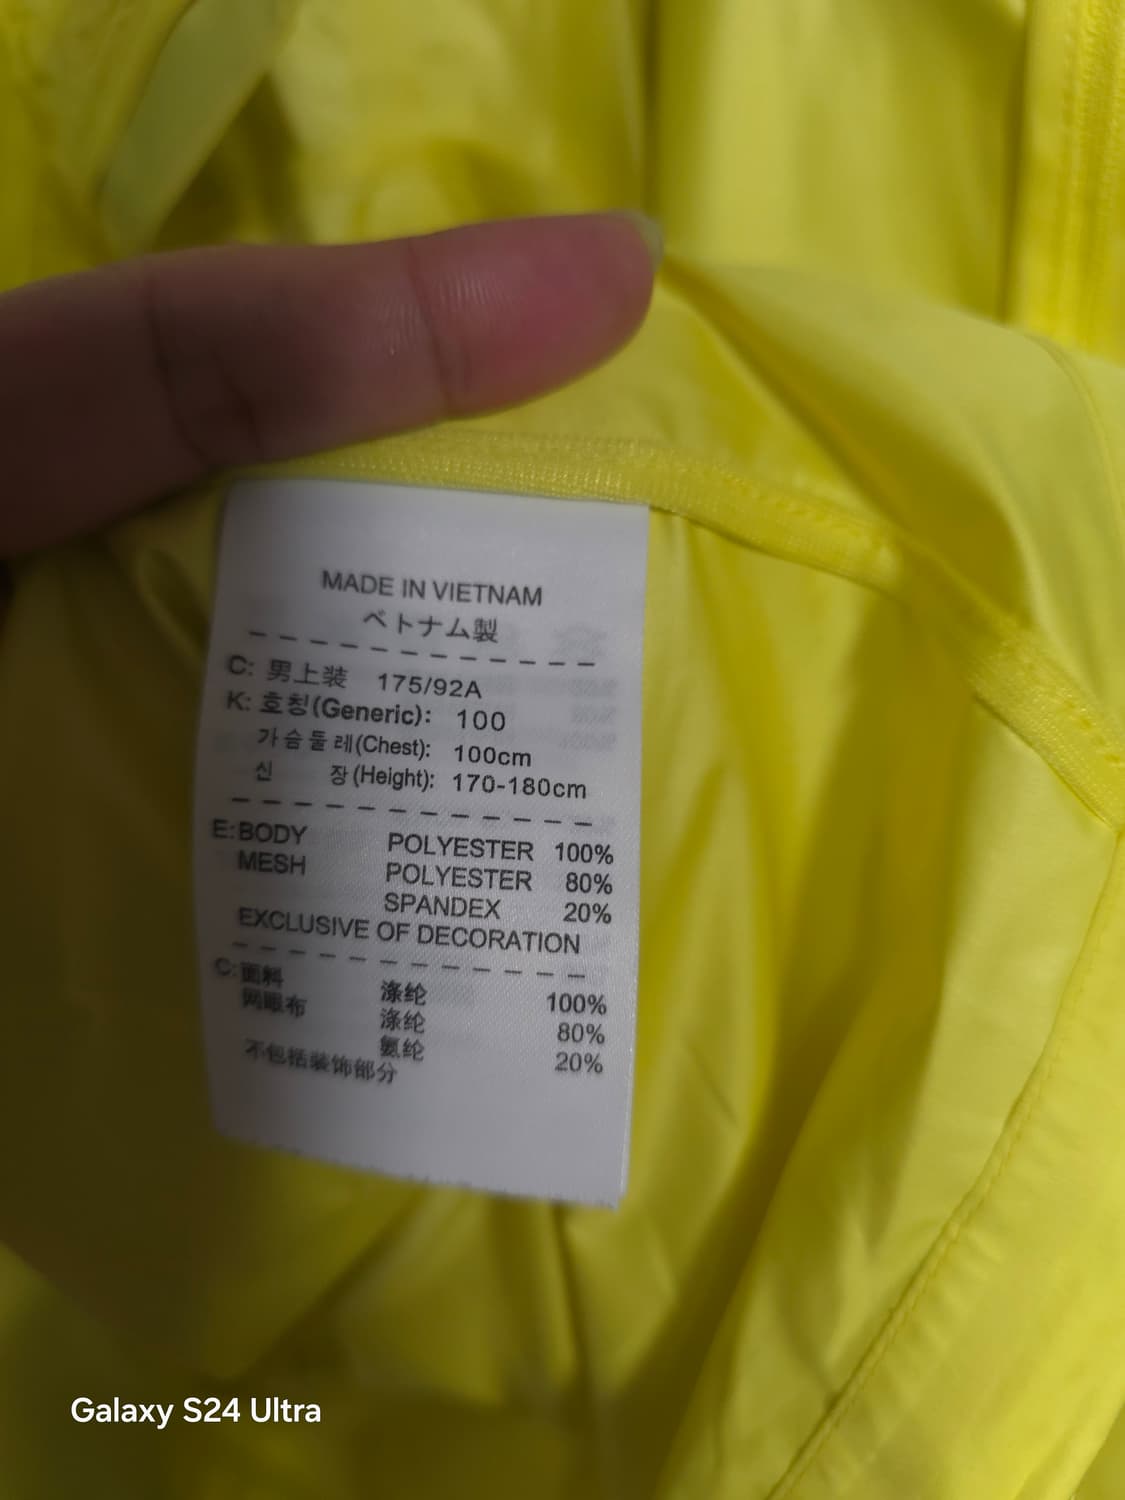 MADE IN VIETNAM
ベトナム製
C: 男上装 175/92A
K: 호칭(Generic): 100
가슴둘레(Chest): 100cm
신 장(Height): 170-180cm
E:BODY POLYESTER 100%
MESH POLYESTER 80%
SPANDEX 20%
EXCLUSIVE OF DECORATION
C:面料 涤纶 100%
网眼布 涤纶 80%
氨纶 20%
不包括装饰部分
Galaxy S24 Ultra